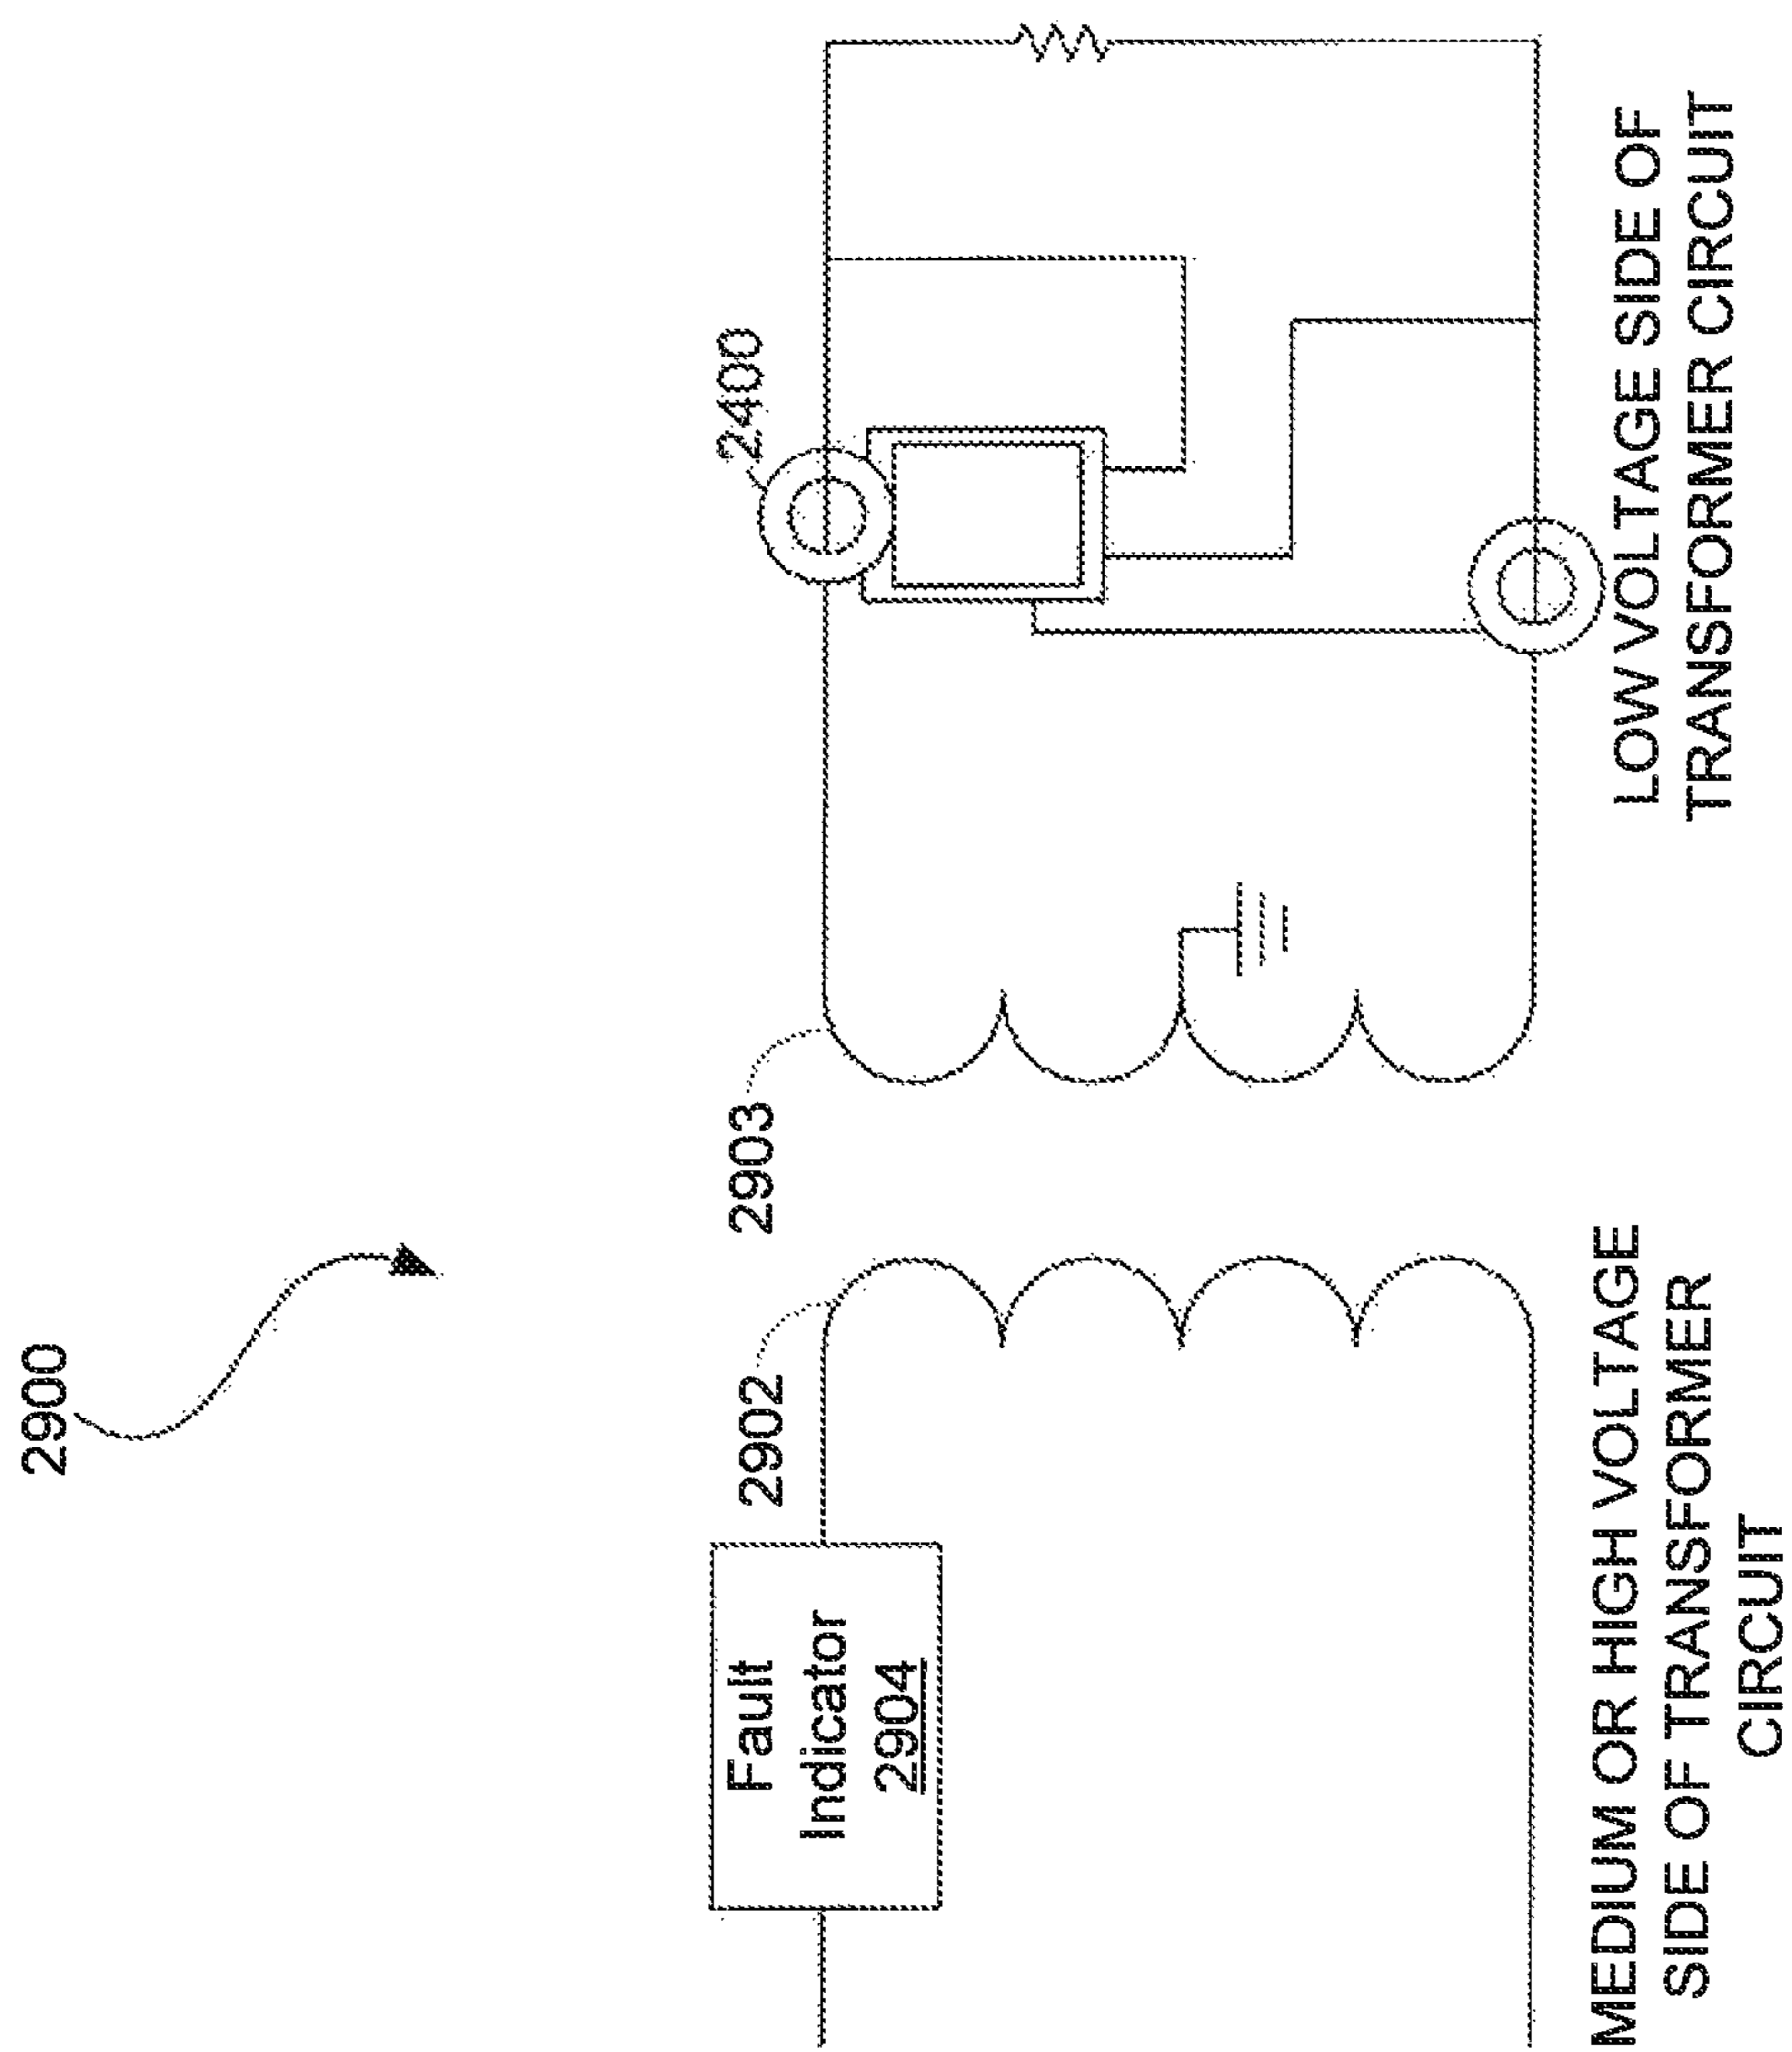 2900
Fault
Indicator
2904
2902
2903
2400
MEDIUM OR HIGH VOLTAGE
SIDE OF TRANSFORMER
CIRCUIT
LOW VOLTAGE SIDE OF
TRANSFORMER CIRCUIT